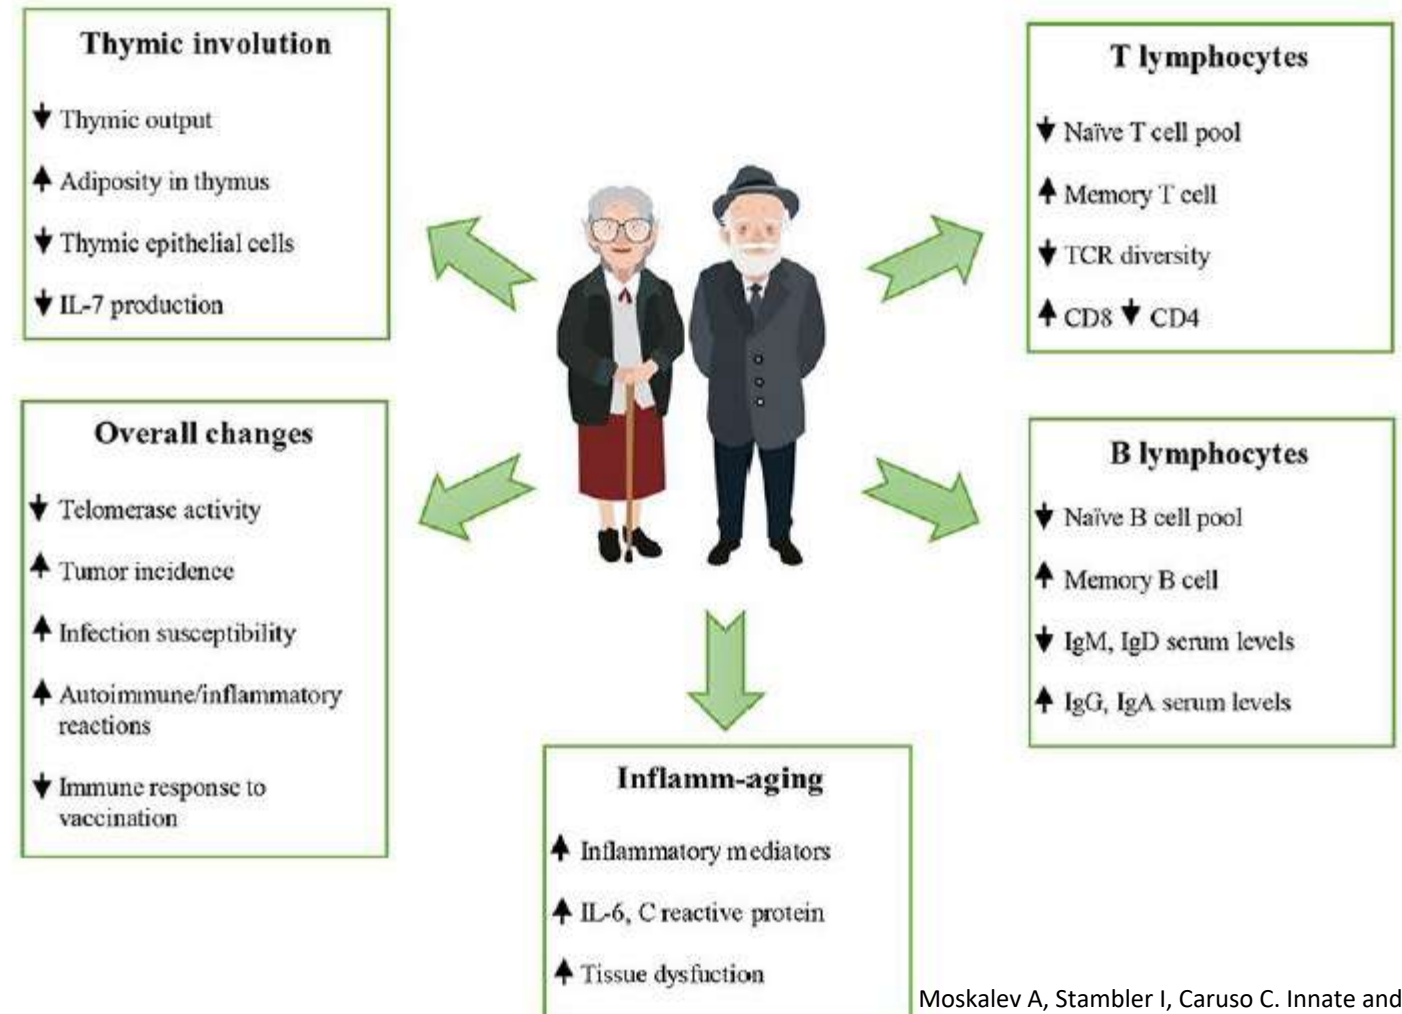 Thymic involution
Thymic output
Adiposity in thymus
Thymic epithelial cells
IL-7 production
T lymphocytes
Naïve T cell pool
Memory T cell
TCR diversity
CD8 CD4
Overall changes
Telomerase activity
Tumor incidence
Infection susceptibility
Autoimmune/inflammatory
reactions
Immune response to
vaccination
B lymphocytes
Naïve B cell pool
Memory B cell
IgM, IgD serum levels
IgG, IgA serum levels
Inflamm-aging
Inflammatory mediators
IL-6, C reactive protein
Tissue dysfuction
Moskalev A, Stambler I, Caruso C. Innate and